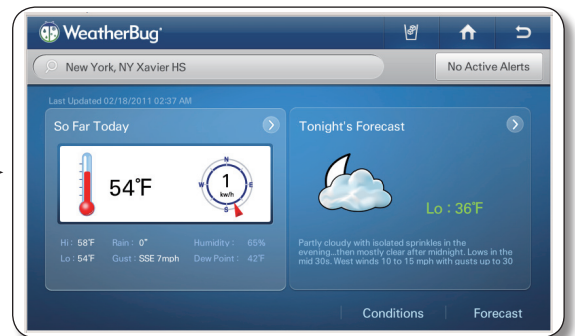 WeatherBug®
New York, NY Xavier HS
No Active Alerts
Last Updated 02/18/2011 02:37 AM
So Far Today
54°F
N
W
E
S
1
kw/h
Hi : 58°F Rain : 0" Humidity : 65%
Lo : 54°F Gust : SSE 7mph Dew Point : 42°F
Tonight's Forecast
Lo : 36°F
Partly cloudy with isolated sprinkles in the
evening...then mostly clear after midnight. Lows in the
mid 30s. West winds 10 to 15 mph with gusts up to 30
Conditions
Forecast